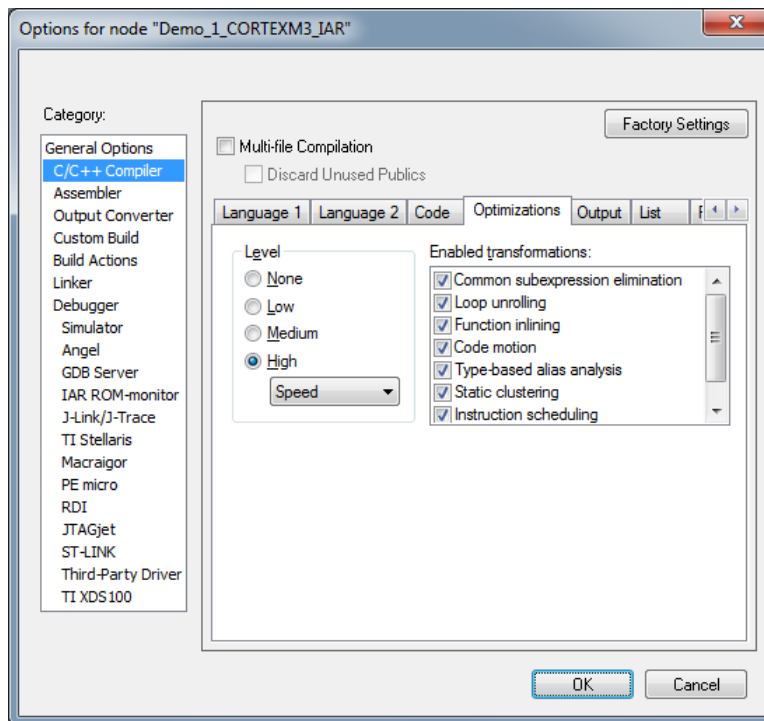 Options for node "Demo_1_CORTEXM3_IAR"
Category:
General Options
C/C++ Compiler
Assembler
Output Converter
Custom Build
Build Actions
Linker
Debugger
Simulator
Angel
GDB Server
IAR ROM-monitor
J-Link/J-Trace
TI Stellaris
Macraigor
PE micro
RDI
JTAGjet
ST-LINK
Third-Party Driver
TI XDS100
Factory Settings
Multi-file Compilation
Discard Unused Publics
Language 1 Language 2 Code Optimizations Output List
Level
None
Low
Medium
High
Speed
Enabled transformations:
Common subexpression elimination
Loop unrolling
Function inlining
Code motion
Type-based alias analysis
Static clustering
Instruction scheduling
OK Cancel